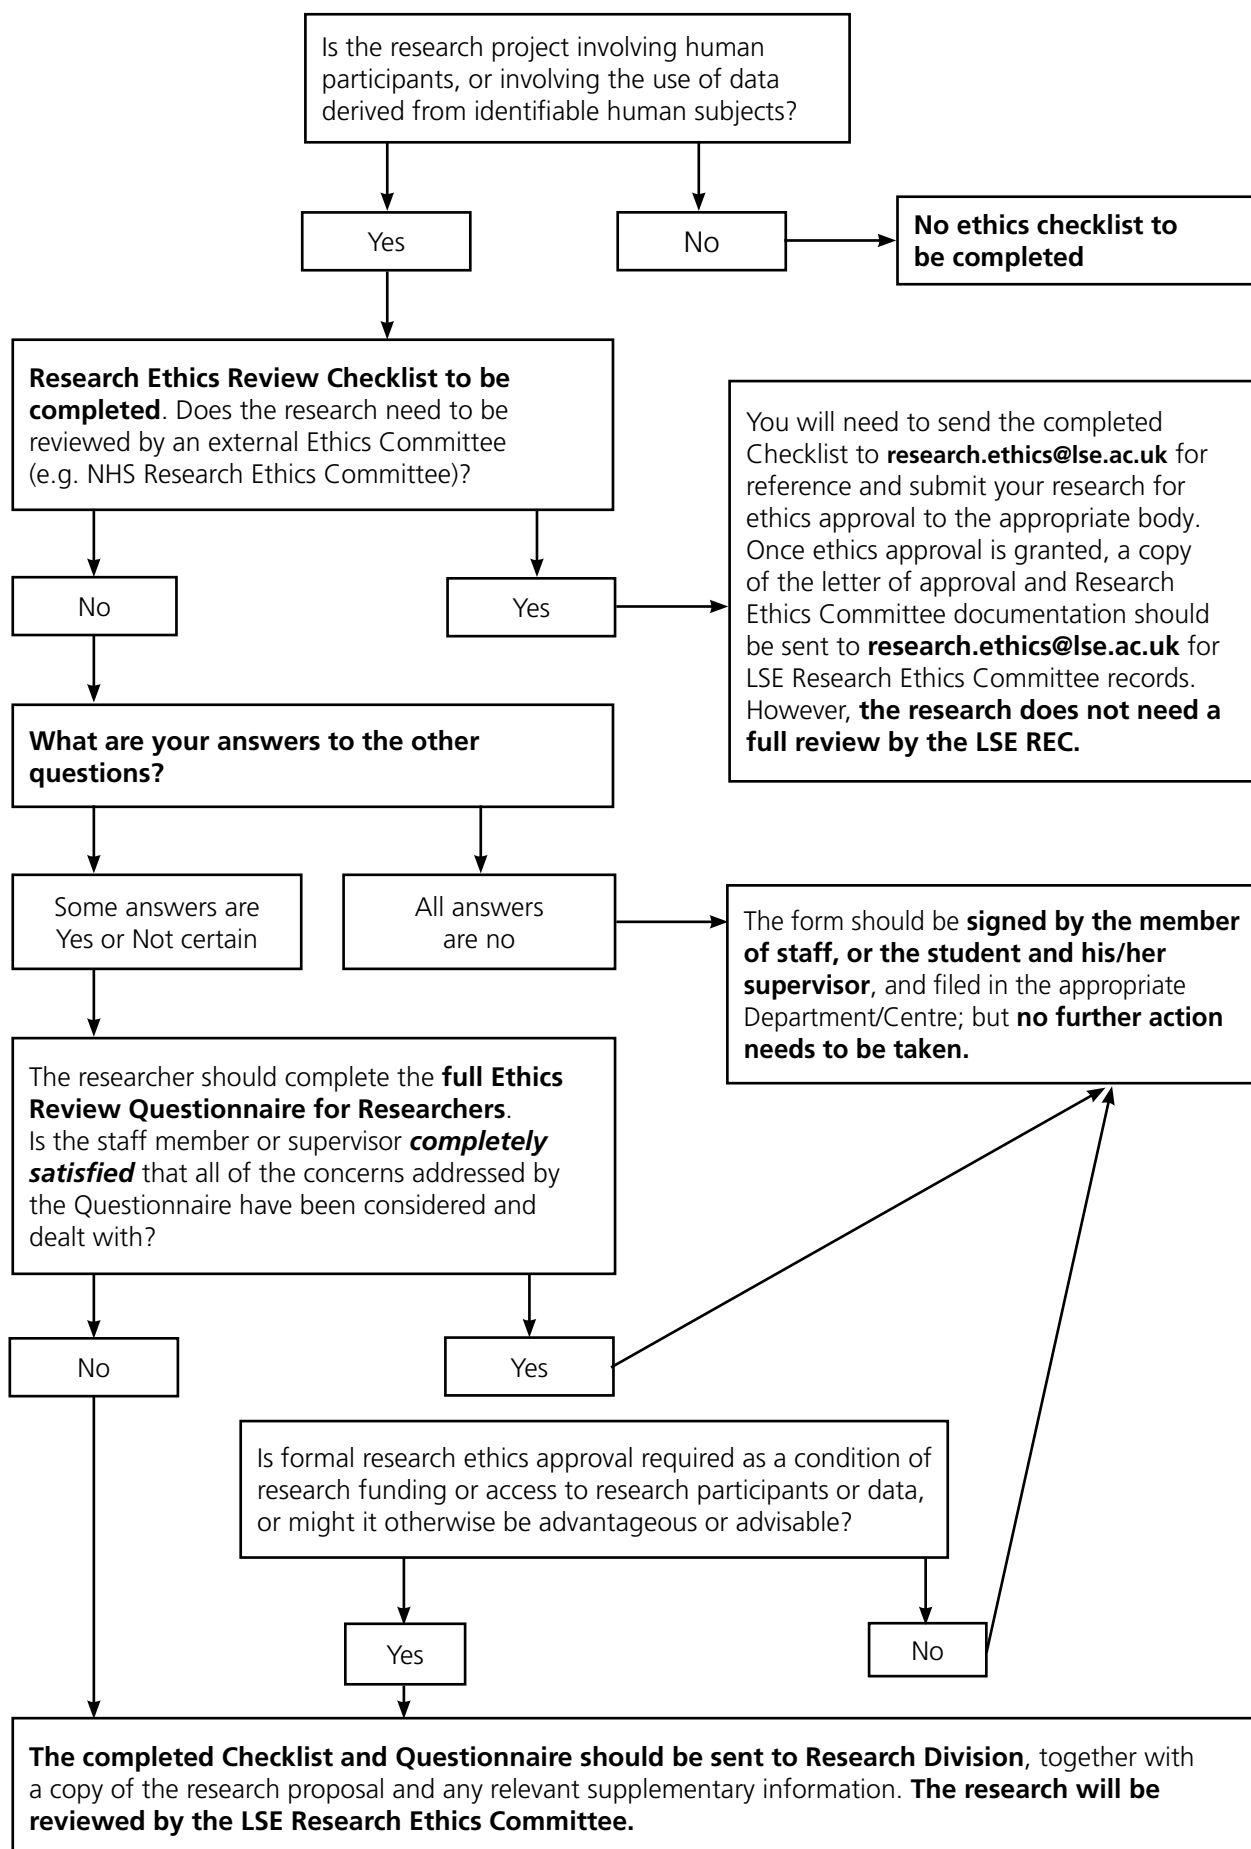 Is the research project involving human
participants, or involving the use of data
derived from identifiable human subjects?
Yes
No
No ethics checklist to
be completed
Research Ethics Review Checklist to be
completed. Does the research need to be
reviewed by an external Ethics Committee
(e.g. NHS Research Ethics Committee)?
No
Yes
You will need to send the completed
Checklist to research.ethics@lse.ac.uk for
reference and submit your research for
ethics approval to the appropriate body.
Once ethics approval is granted, a copy
of the letter of approval and Research
Ethics Committee documentation should
be sent to research.ethics@lse.ac.uk for
LSE Research Ethics Committee records.
However, the research does not need a
full review by the LSE REC.
What are your answers to the other
questions?
Some answers are
Yes or Not certain
All answers
are no
The form should be signed by the member
of staff, or the student and his/her
supervisor, and filed in the appropriate
Department/Centre; but no further action
needs to be taken.
The researcher should complete the full Ethics
Review Questionnaire for Researchers.
Is the staff member or supervisor completely
satisfied that all of the concerns addressed by
the Questionnaire have been considered and
dealt with?
No
Yes
Is formal research ethics approval required as a condition of
research funding or access to research participants or data,
or might it otherwise be advantageous or advisable?
Yes
No
The completed Checklist and Questionnaire should be sent to Research Division, together with
a copy of the research proposal and any relevant supplementary information. The research will be
reviewed by the LSE Research Ethics Committee.